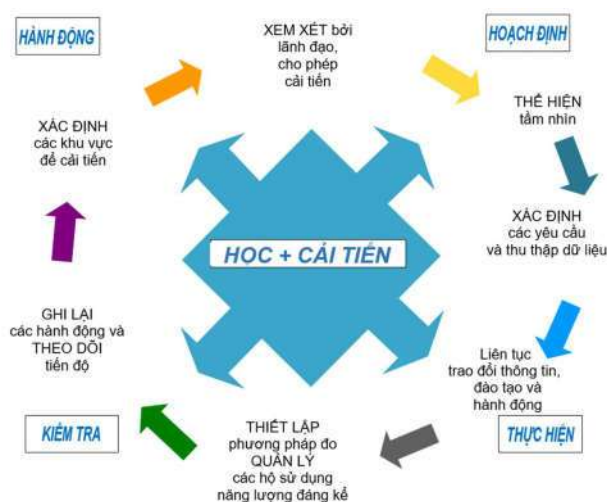 HÀNH ĐỘNG
XEM XÉT bởi
lãnh đạo,
cho phép
cải tiến
HOẠCH ĐỊNH
THỂ HIỆN
tầm nhìn
XÁC ĐỊNH
các yêu cầu
và thu thập dữ liệu
Liên tục
trao đổi thông tin,
đào tạo và
hành động
THỰC HIỆN
THIẾT LẬP
phương pháp đo
QUẢN LÝ
các hộ sử dụng
năng lượng đáng kể
KIỂM TRA
GHI LẠI
các hành động và
THEO DÕI
tiến độ
XÁC ĐỊNH
các khu vực
để cải tiến
HỌC + CẢI TIẾN